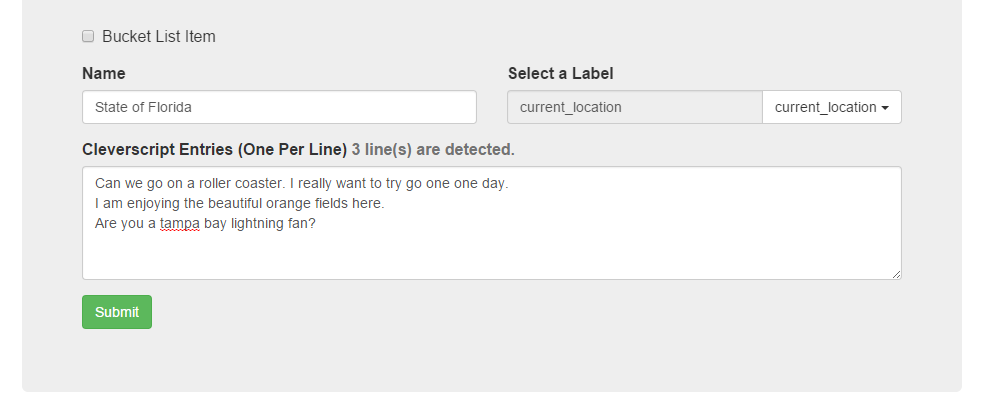 Bucket List Item
Name
Select a Label
State of Florida
current_location
current_location
Cleverscript Entries (One Per Line) 3 line(s) are detected.
Can we go on a roller coaster. I really want to try go one one day.
I am enjoying the beautiful orange fields here.
Are you a tampa bay lightning fan?
Submit